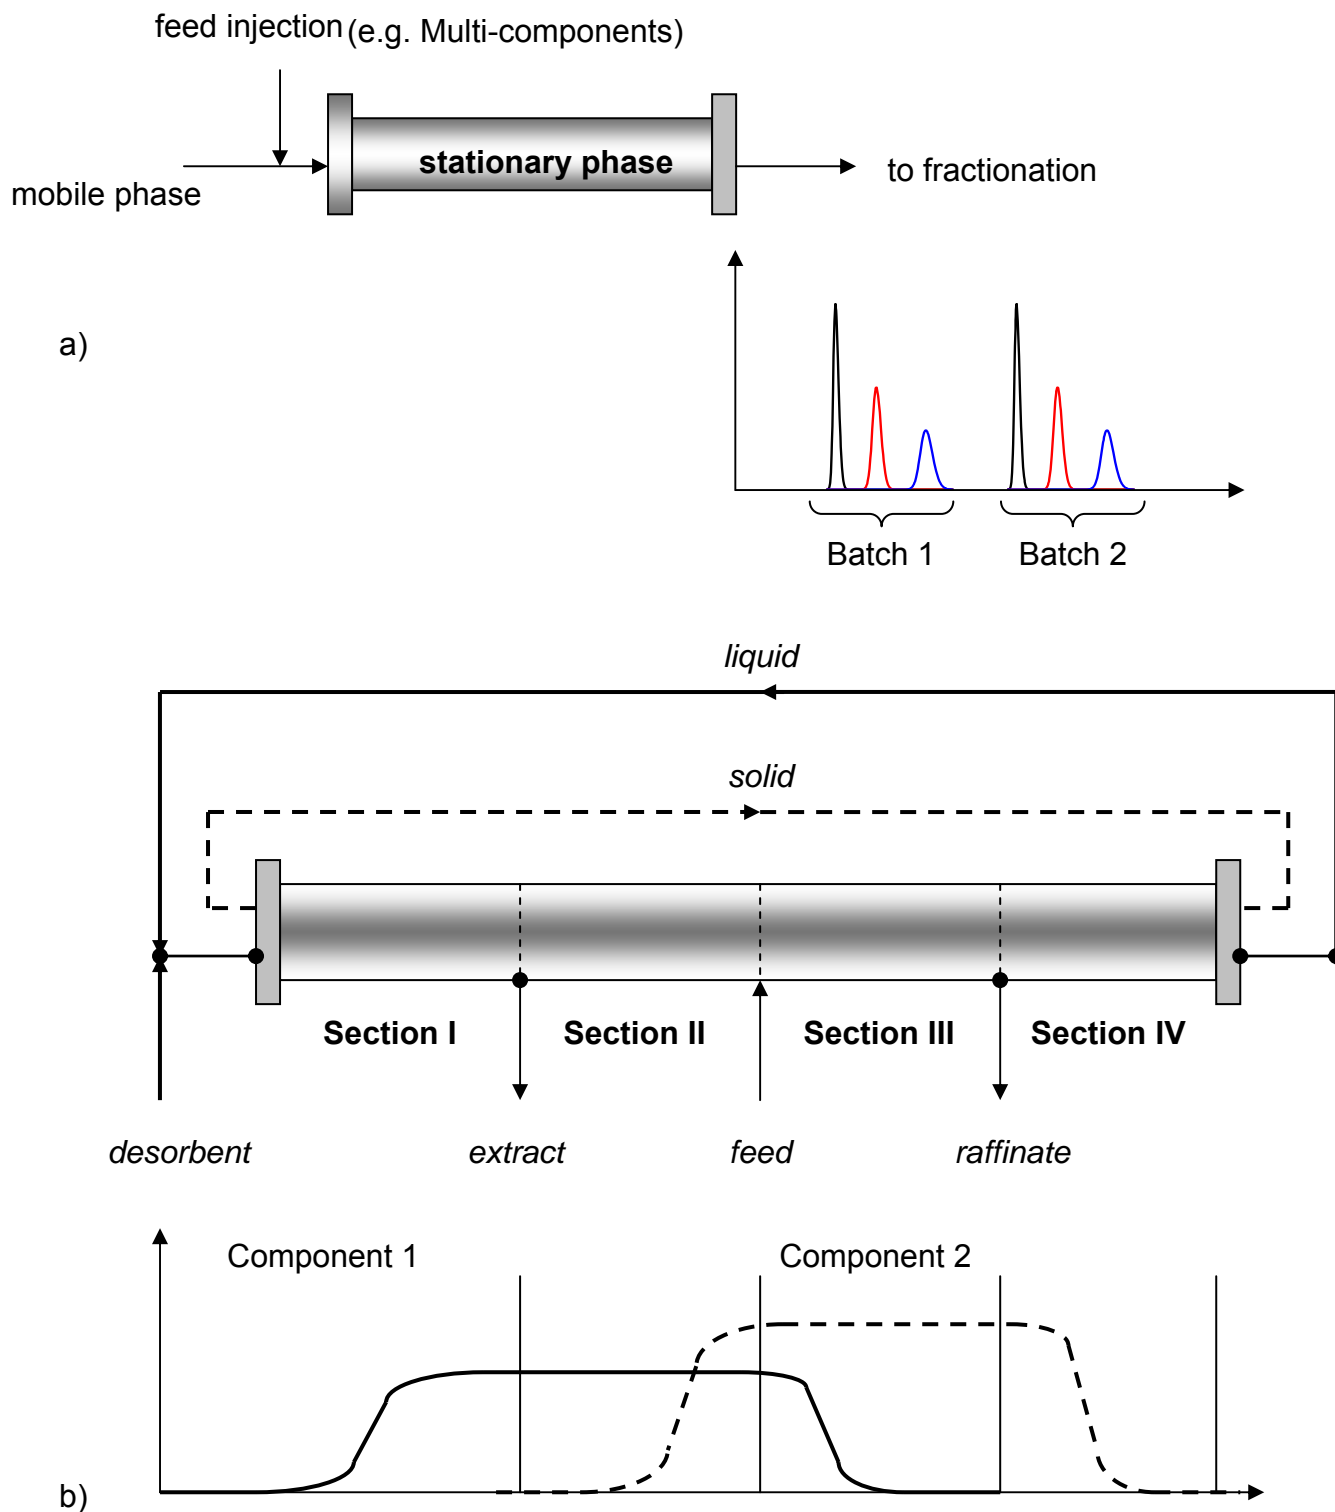 feed injection (e.g. Multi-components)
stationary phase
to fractionation
mobile phase
a)
Batch 1
Batch 2
liquid
solid
Section I
Section II
Section III
Section IV
desorbent
extract
feed
raffinate
Component 1
Component 2
b)